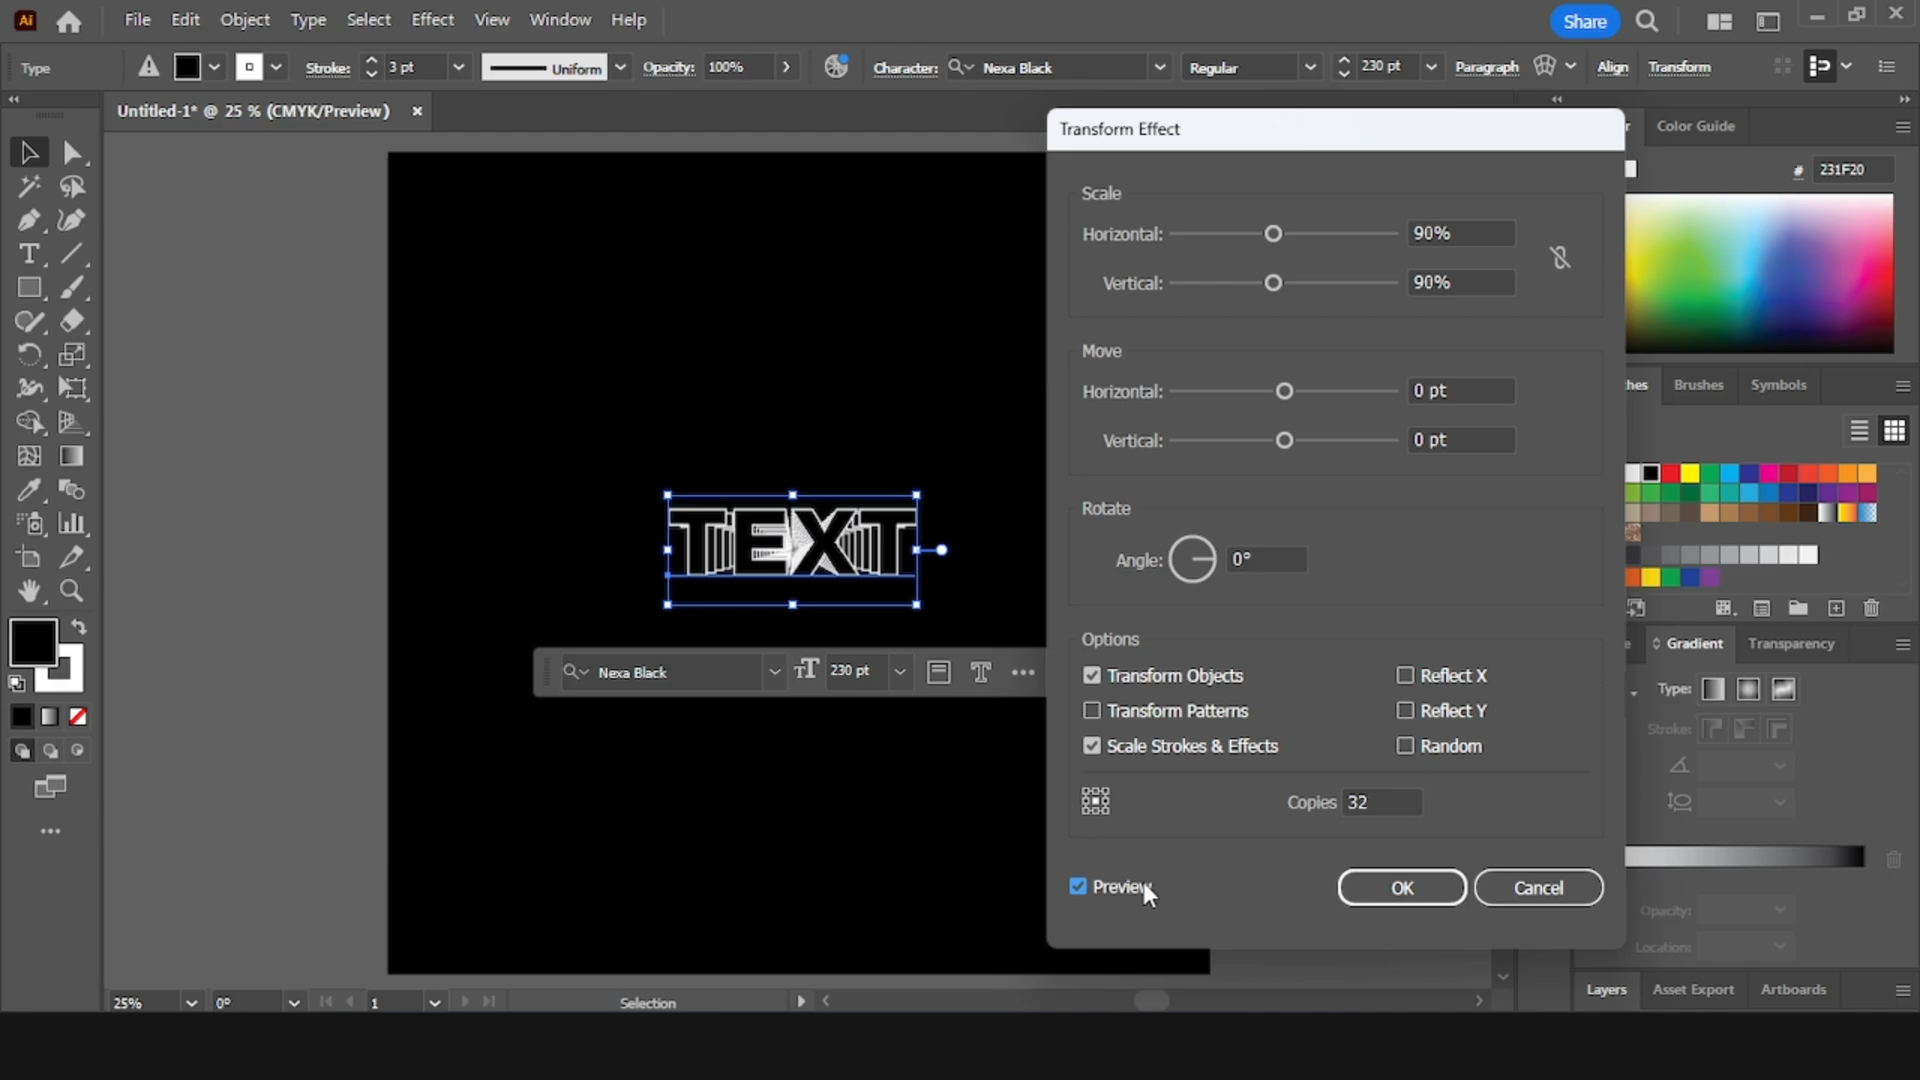 Ai File Edit Object Type Select Effect View Window Help Share
Type Stroke: 3 pt Uniform Opacity: 100% Character: Nexa Black Regular 230 pt Paragraph Align Transform
Untitled-1* @ 25 % (CMYK/Preview)
Transform Effect
Color Guide
# 231F20
Scale
Horizontal: 90%
Vertical: 90%
Move
Horizontal: 0 pt
Vertical: 0 pt
Brushes Symbols
Rotate
Angle: 0°
TEXT
Options
Transform Objects Reflect X
Transform Patterns Reflect Y
Scale Strokes & Effects Random
Copies 32
Preview OK Cancel
Nexa Black 230 pt
Gradient Transparency
Type:
Stroke:
Opacity:
Location:
25% 0° 1 Selection
Layers Asset Export Artboards